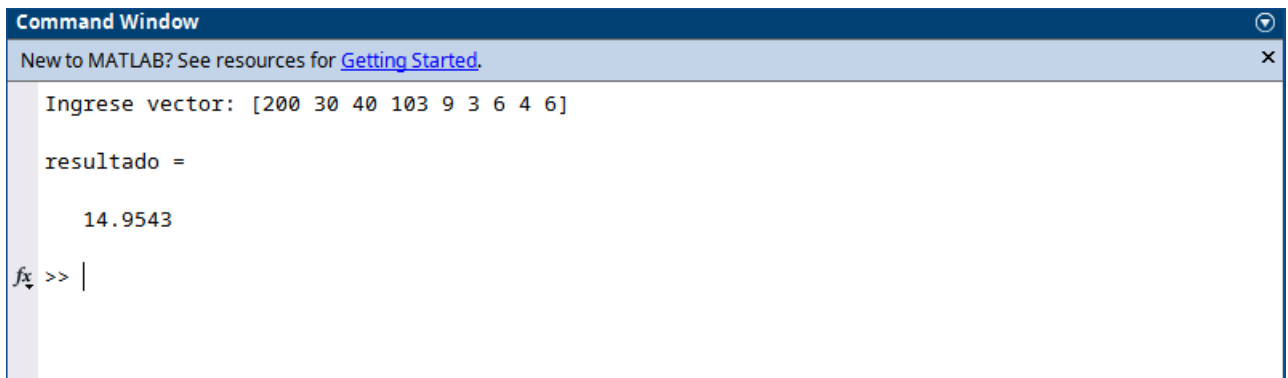 Command Window
New to MATLAB? See resources for Getting Started.
Ingrese vector: [200 30 40 103 9 3 6 4 6]
resultado =
14.9543
fx >>